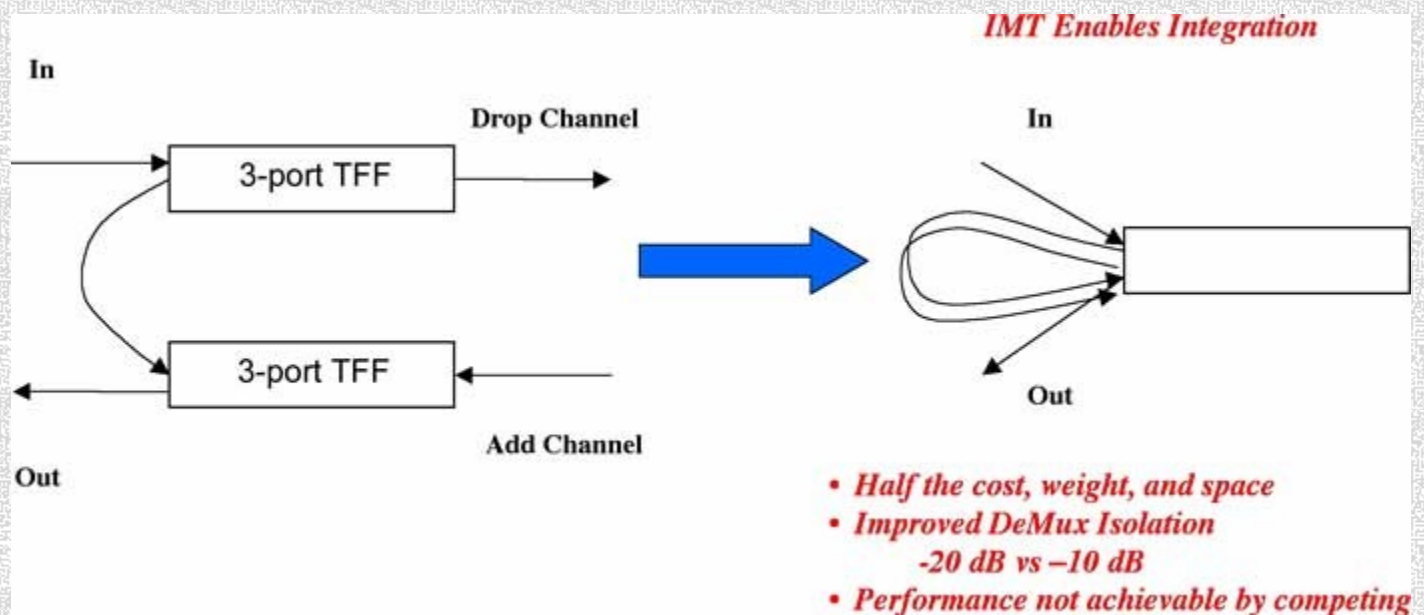 IMT Enables Integration
In
Drop Channel
In
3-port TFF
3-port TFF
Out
Add Channel
Out
• Half the cost, weight, and space
• Improved DeMux Isolation
-20 dB vs –10 dB
• Performance not achievable by competing